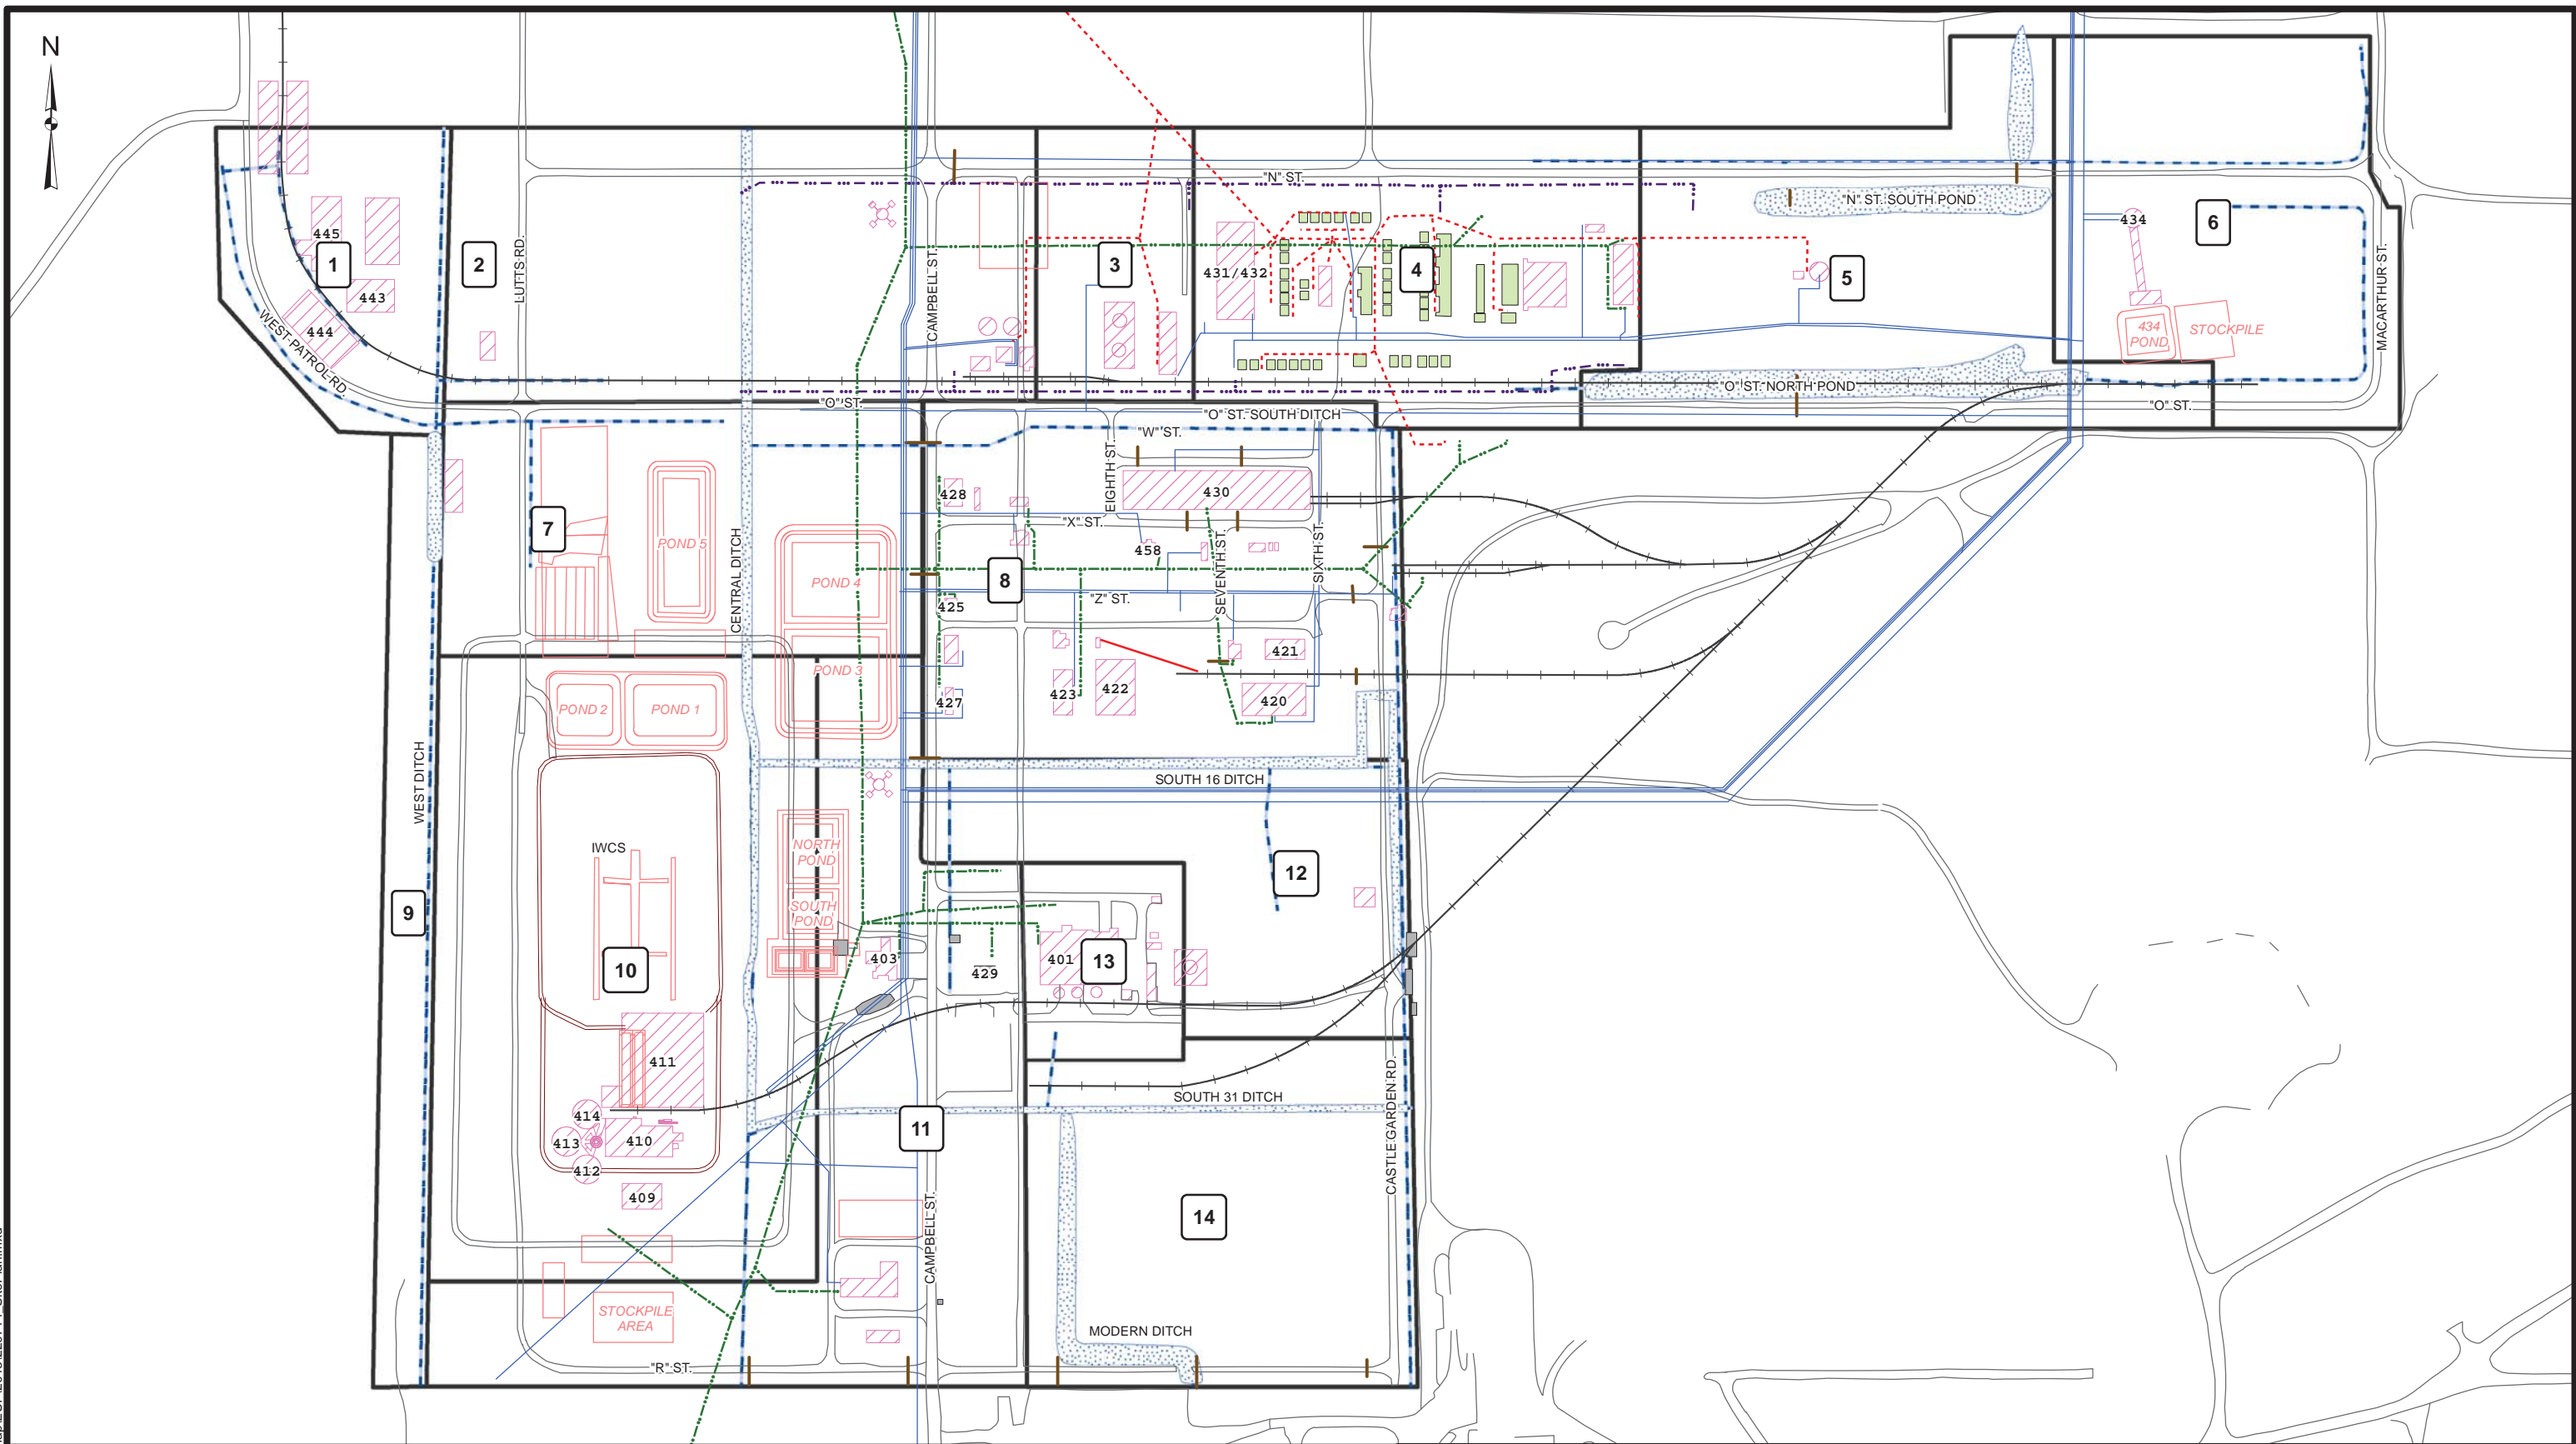 N
"N" ST.
"N" ST. SOUTH POND
434
6
445
1
2
LUTTS RD.
CAMPBELL ST.
3
431/432
4
5
443
444
WEST PATROL RD.
434
POND
STOCKPILE
MACARTHUR ST.
"O" ST. NORTH POND
"O" ST.
"O" ST.
"O" ST. SOUTH DITCH
"W" ST.
EIGHTH ST.
428
430
"X" ST.
7
POND 5
CENTRAL DITCH
458
SEVENTH ST.
SIXTH ST.
POND 4
8
425
"Z" ST.
POND 3
421
423
422
420
427
POND 2
POND 1
WEST DITCH
SOUTH 16 DITCH
IWCS
NORTH
POND
12
SOUTH
POND
9
10
403
429
401
13
411
414
413
410
412
409
SOUTH 31 DITCH
CASTLE GARDEN RD.
11
14
CAMPBELL ST.
STOCKPILE
AREA
MODERN DITCH
"R" ST.